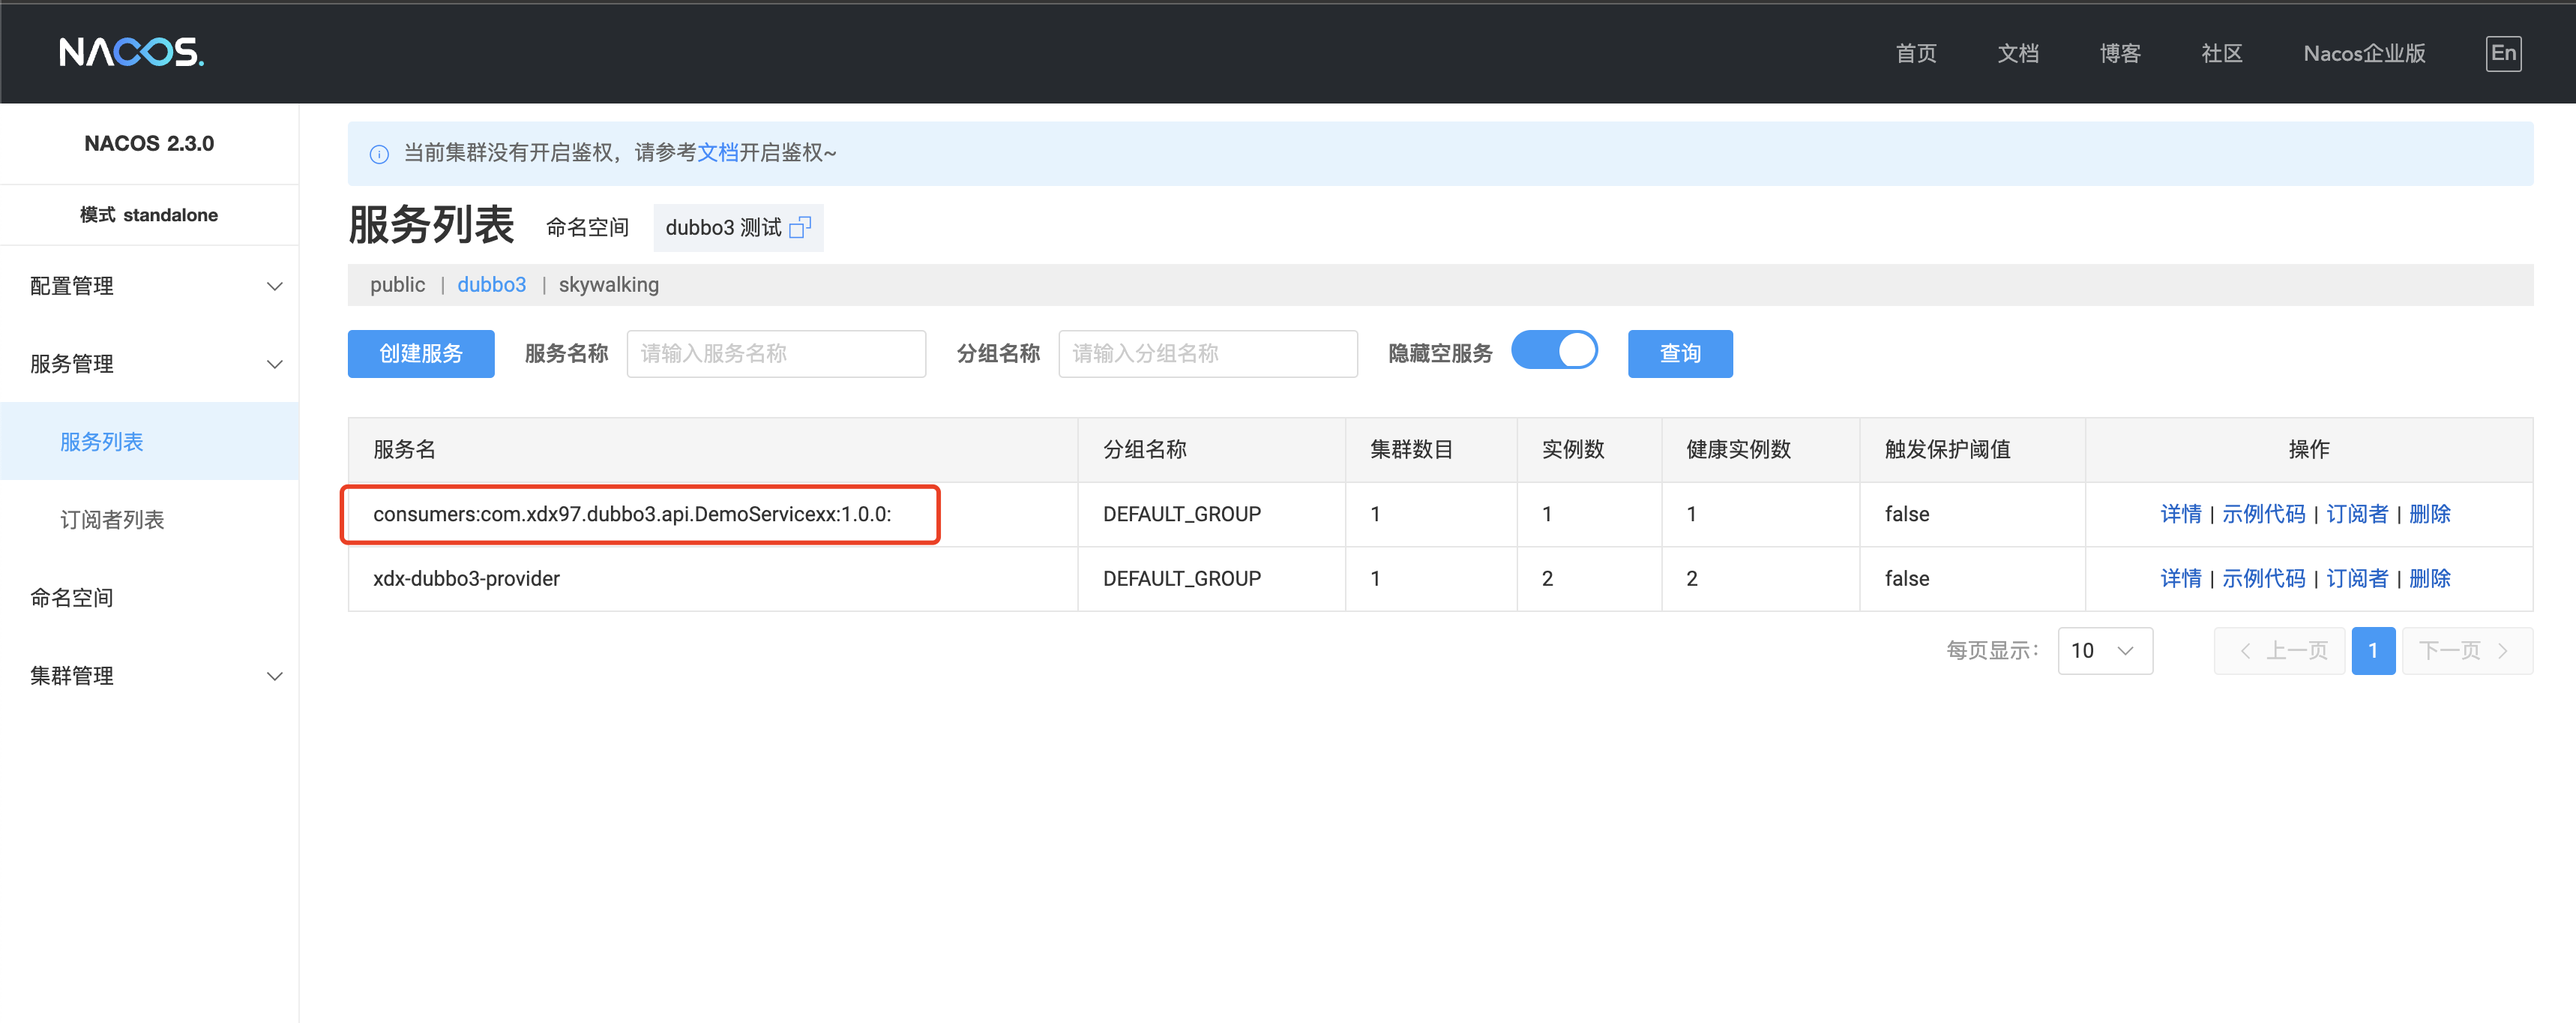 NACOS.
首页 文档 博客 社区 Nacos企业版 En
NACOS 2.3.0
模式 standalone
配置管理
服务管理
服务列表
订阅者列表
命名空间
集群管理
当前集群没有开启鉴权，请参考文档开启鉴权~
服务列表 命名空间 dubbo3 测试
public | dubbo3 | skywalking
创建服务 服务名称 请输入服务名称 分组名称 请输入分组名称 隐藏空服务 查询
服务名 分组名称 集群数目 实例数 健康实例数 触发保护阈值 操作
consumers:com.xdx97.dubbo3.api.DemoServicexx:1.0.0: DEFAULT_GROUP 1 1 1 false 详情 | 示例代码 | 订阅者 | 删除
xdx-dubbo3-provider DEFAULT_GROUP 1 2 2 false 详情 | 示例代码 | 订阅者 | 删除
每页显示： 10 上一页 1 下一页